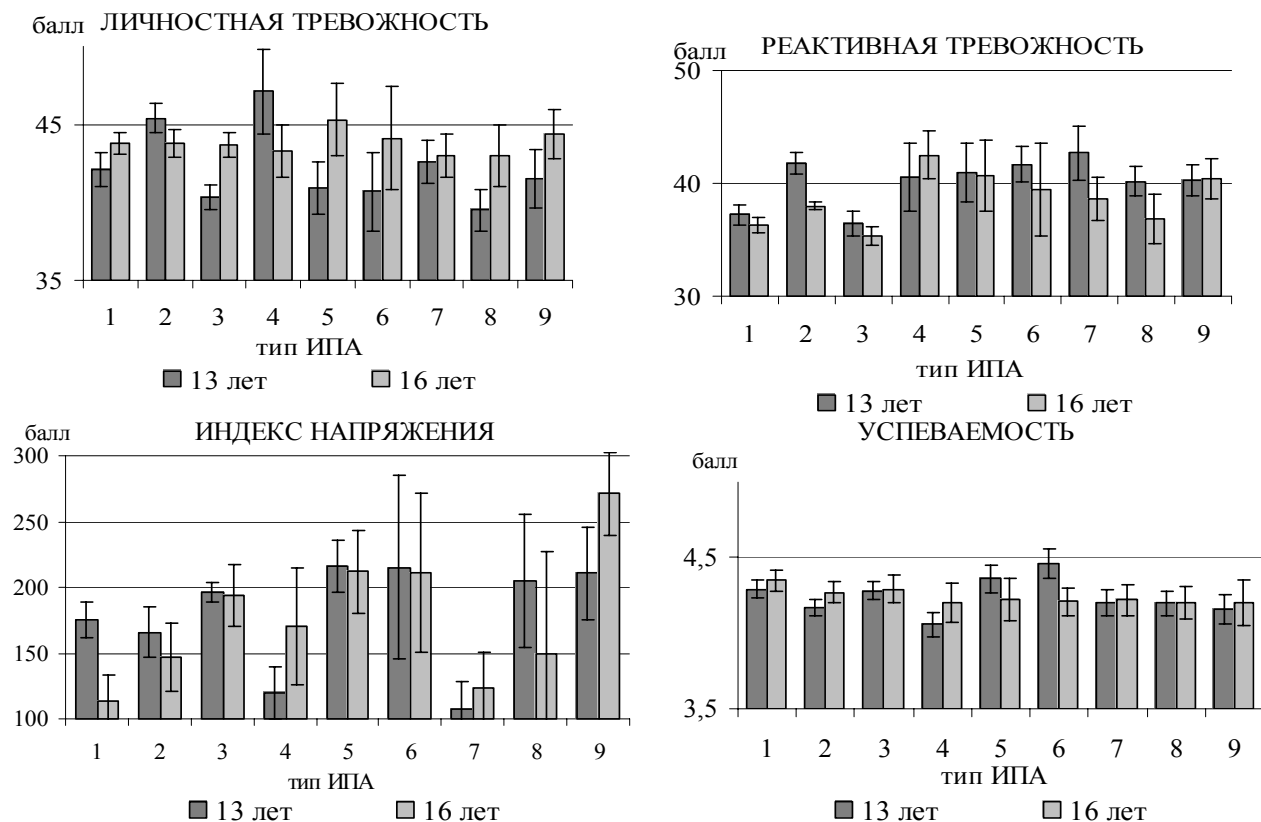 балл ЛИЧНОСТНАЯ ТРЕВОЖНОСТЬ
45
35
1 2 3 4 5 6 7 8 9
тип ИПА
13 лет 16 лет
балл РЕАКТИВНАЯ ТРЕВОЖНОСТЬ
50
40
30
1 2 3 4 5 6 7 8 9
тип ИПА
13 лет 16 лет
балл ИНДЕКС НАПРЯЖЕНИЯ
300
250
200
150
100
1 2 3 4 5 6 7 8 9
тип ИПА
13 лет 16 лет
УСПЕВАЕМОСТЬ
балл
4,5
3,5
1 2 3 4 5 6 7 8 9
тип ИПА
13 лет 16 лет